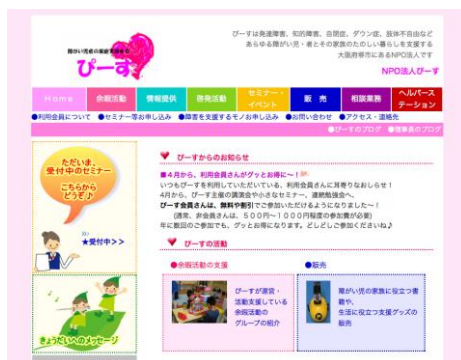 ぴーすは発達障害、知的障害、自閉症、ダウン症、肢体不自由など
あらゆる障がい児・者とその家族のたのしい暮らしを支援する
大阪府堺市にあるNPO法人です
障がい児者の余暇支援する
ぴーす
NPO法人ぴーす
Home 余暇活動 情報提供 啓発活動 セミナー・イベント 販 売 相談業務 ヘルパーステーション
●利用会員について ●セミナー等お申し込み ●障害を支援するモノお申し込み ●お問い合わせ ●アクセス・連絡先
●ぴーすのブログ ●理事長のブログ
ただいま、
受付中のセミナー
こちらから
どうぞ♪
★受付中>>
きょうだいへのメッセージ
ぴーすからのお知らせ
■４月から、利用会員さんがグッとお得に～！
いつもぴーすを利用していただいている、利用会員さんに耳寄りなおしらせ！
4月から、ぴーす主催の講演会や小さなセミナー、連続勉強会へ、
ぴーす会員さんは、無料や割引でご参加いただけるようになりました～！
(通常、非会員さんは、５００円～１０００円程度の参加費が必要)
年に数回のご参加でも、グッとお得になります。どしどしご参加くださいね♪
ぴーすの活動
●余暇活動の支援
ぴーすが運営・
活動支援している
余暇活動の
グループの紹介
●販売
障がい児の家族に役立つ書
籍や、
生活に役立つ支援グッズの
販売